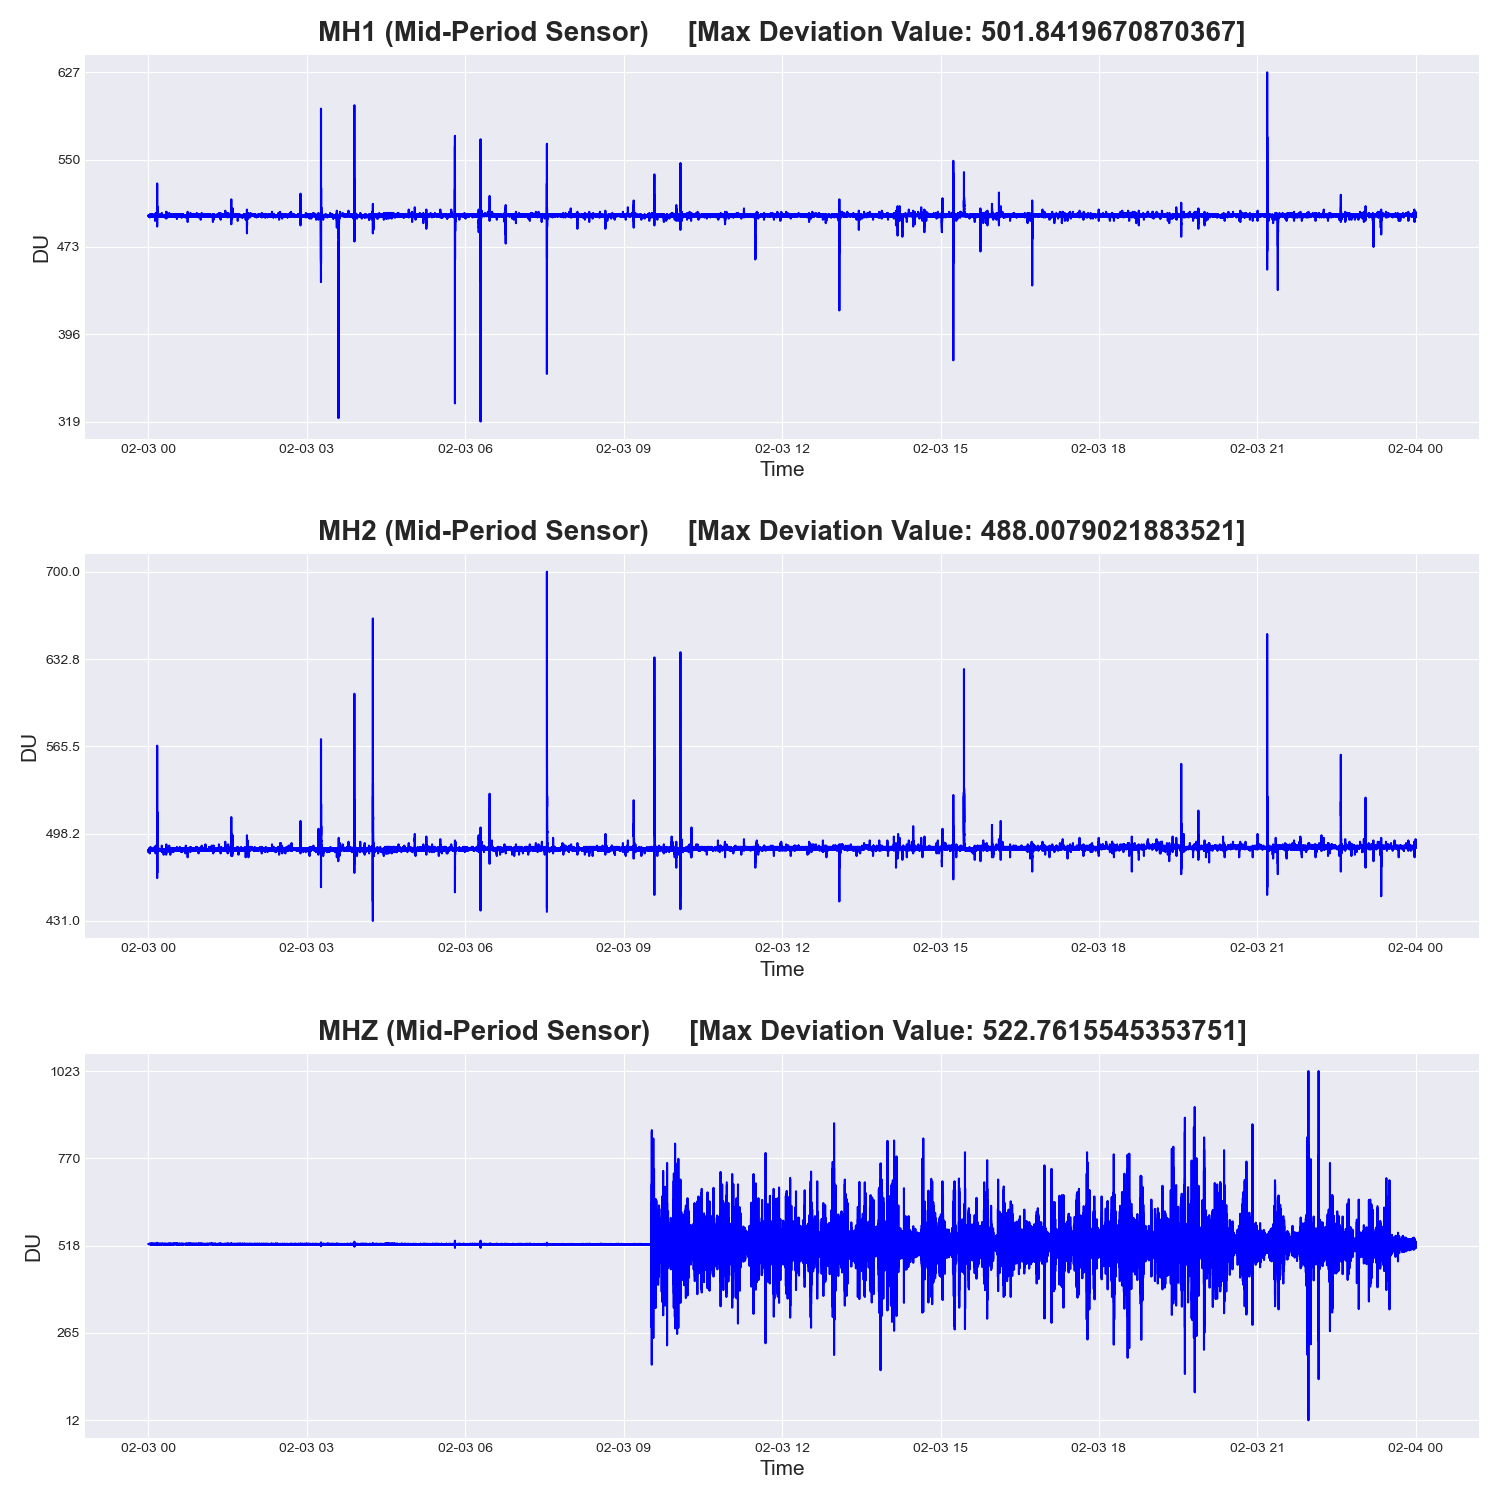 MH1 (Mid-Period Sensor) [Max Deviation Value: 501.8419670870367]
627
550
473
396
319
DU
02-03 00 02-03 03 02-03 06 02-03 09 02-03 12 02-03 15 02-03 18 02-03 21 02-04 00
Time
MH2 (Mid-Period Sensor) [Max Deviation Value: 488.0079021883521]
700.0
632.8
565.5
498.2
431.0
DU
02-03 00 02-03 03 02-03 06 02-03 09 02-03 12 02-03 15 02-03 18 02-03 21 02-04 00
Time
MHZ (Mid-Period Sensor) [Max Deviation Value: 522.7615545353751]
1023
770
518
265
12
DU
02-03 00 02-03 03 02-03 06 02-03 09 02-03 12 02-03 15 02-03 18 02-03 21 02-04 00
Time